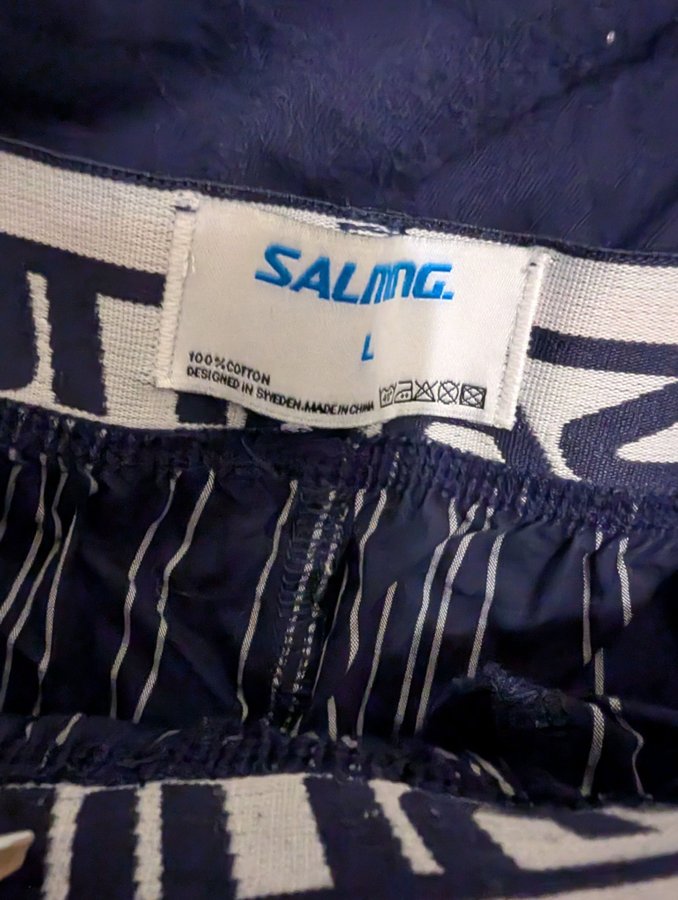 SALMING.
L
100% COTTON
DESIGNED IN SWEDEN. MADE IN CHINA